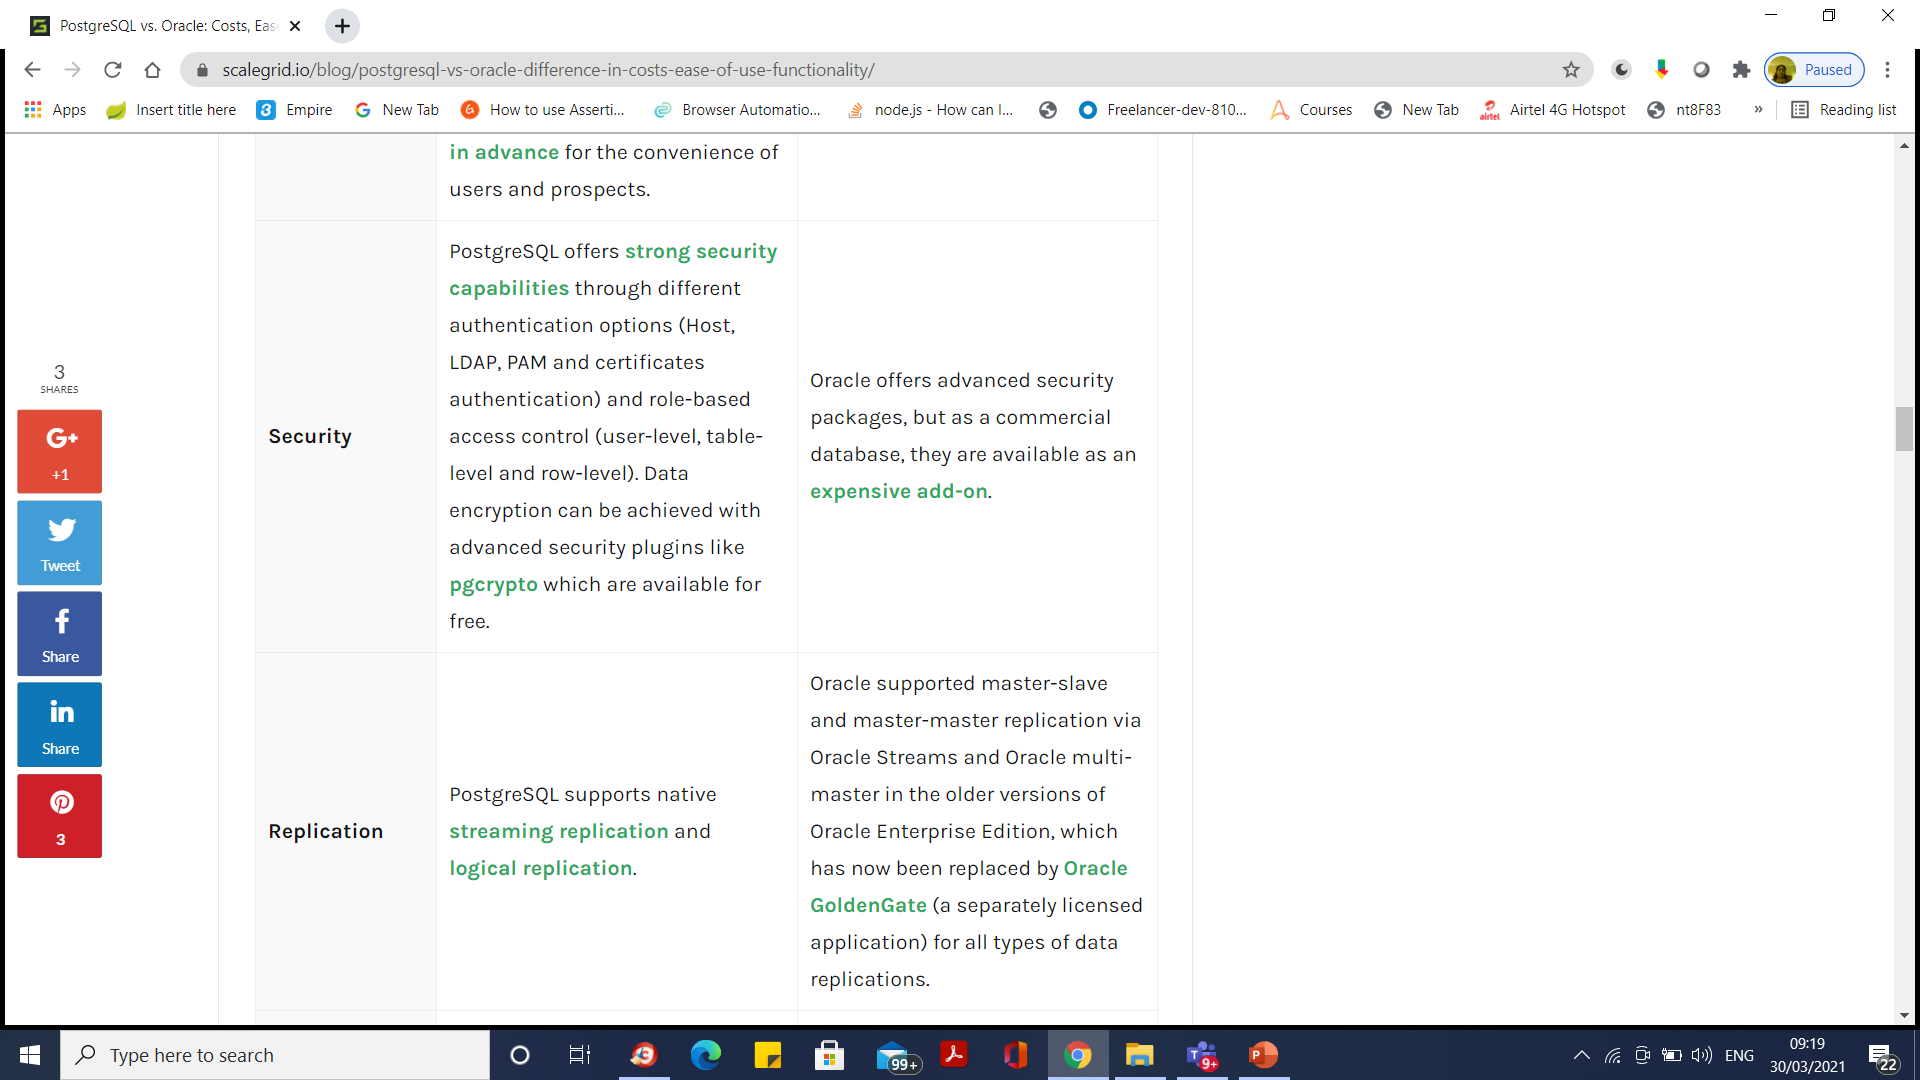 PostgreSQL vs. Oracle: Costs, Eas
scalegrid.io/blog/postgresql-vs-oracle-difference-in-costs-ease-of-use-functionality/
Paused
Apps
Insert title here
Empire
New Tab
How to use Asserti...
Browser Automatio...
node.js - How can I...
Freelancer-dev-810...
Courses
New Tab
airtel
Airtel 4G Hotspot
nt8F83
»
Reading list
in advance for the convenience of
users and prospects.
Security
PostgreSQL offers strong security
capabilities through different
authentication options (Host,
LDAP, PAM and certificates
authentication) and role-based
access control (user-level, table-
level and row-level). Data
encryption can be achieved with
advanced security plugins like
pgcrypto which are available for
free.
Oracle offers advanced security
packages, but as a commercial
database, they are available as an
expensive add-on.
Replication
PostgreSQL supports native
streaming replication and
logical replication.
Oracle supported master-slave
and master-master replication via
Oracle Streams and Oracle multi-
master in the older versions of
Oracle Enterprise Edition, which
has now been replaced by Oracle
GoldenGate (a separately licensed
application) for all types of data
replications.
3
SHARES
G+
+1
Tweet
f
Share
in
Share
3
Type here to search
99+
9+
ENG
09:19
30/03/2021
22